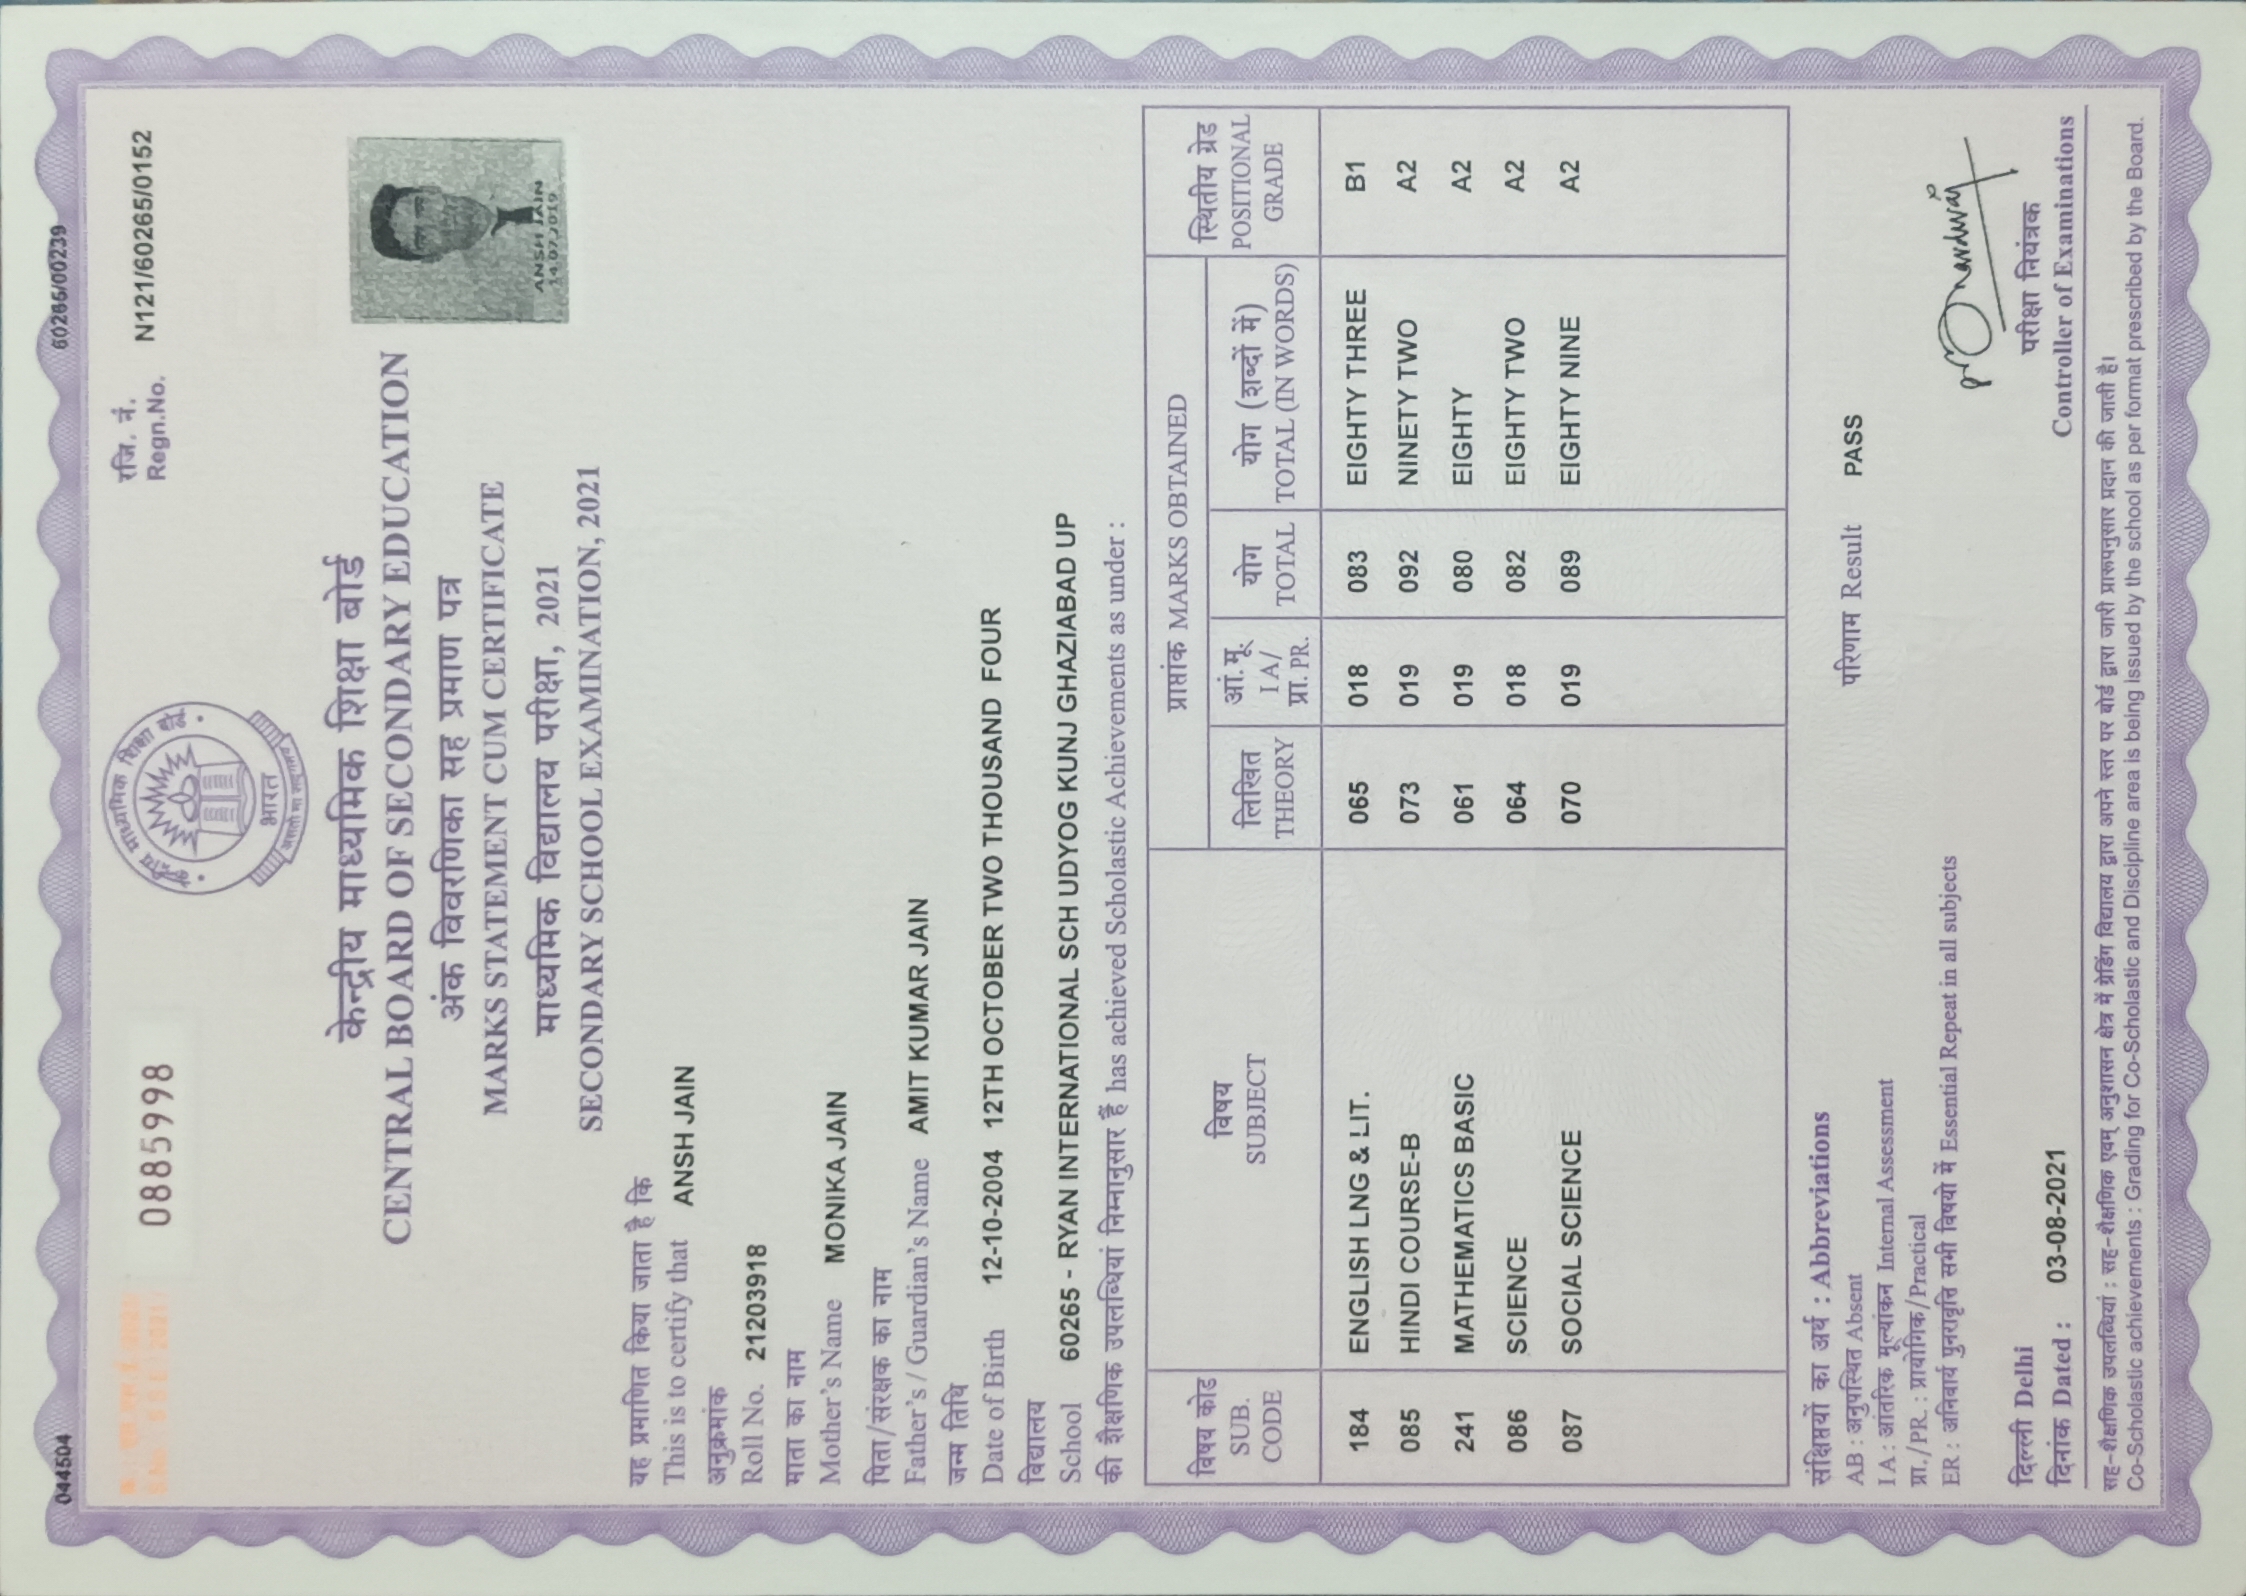 044504
60265/00239
क्र. : एस.एस.ई./2021/
S.No. : S S E / 2021 /
0885998
केन्द्रीय माध्यमिक शिक्षा बोर्ड
भारत
असतो मा सद्गमय
रजि. नं.
Regn.No. N121/60265/0152
केन्द्रीय माध्यमिक शिक्षा बोर्ड
CENTRAL BOARD OF SECONDARY EDUCATION
अंक विवरणिका सह प्रमाण पत्र
MARKS STATEMENT CUM CERTIFICATE
माध्यमिक विद्यालय परीक्षा, 2021
SECONDARY SCHOOL EXAMINATION, 2021
ANSH JAIN
14.07.2019
यह प्रमाणित किया जाता है कि
This is to certify that ANSH JAIN
अनुक्रमांक
Roll No. 21203918
माता का नाम
Mother's Name MONIKA JAIN
पिता/संरक्षक का नाम
Father's / Guardian's Name AMIT KUMAR JAIN
जन्म तिथि
Date of Birth 12-10-2004 12TH OCTOBER TWO THOUSAND FOUR
विद्यालय
School 60265 - RYAN INTERNATIONAL SCH UDYOG KUNJ GHAZIABAD UP
की शैक्षणिक उपलब्धियां निम्नानुसार हैं has achieved Scholastic Achievements as under :
विषय कोड
SUB.
CODE
विषय
SUBJECT
प्राप्तांक MARKS OBTAINED
लिखित
THEORY
आं.मू.
I A/
प्रा. PR.
योग
TOTAL
योग (शब्दों में)
TOTAL (IN WORDS)
स्थितीय ग्रेड
POSITIONAL
GRADE
184 ENGLISH LNG & LIT. 065 018 083 EIGHTY THREE B1
085 HINDI COURSE-B 073 019 092 NINETY TWO A2
241 MATHEMATICS BASIC 061 019 080 EIGHTY A2
086 SCIENCE 064 018 082 EIGHTY TWO A2
087 SOCIAL SCIENCE 070 019 089 EIGHTY NINE A2
संक्षिप्तयों का अर्थ : Abbreviations
AB : अनुपस्थित Absent
I A : आंतरिक मूल्यांकन Internal Assessment
प्रा./PR. : प्रायोगिक/Practical
ER : अनिवार्य पुनरावृत्ति सभी विषयो में Essential Repeat in all subjects
परिणाम Result PASS
दिल्ली Delhi
दिनांक Dated : 03-08-2021
परीक्षा नियंत्रक
Controller of Examinations
सह-शैक्षणिक उपलब्धियां : सह-शैक्षणिक एवम् अनुशासन क्षेत्र में ग्रेडिंग विद्यालय द्वारा अपने स्तर पर बोर्ड द्वारा जारी प्रारूपनुसार प्रदान की जाती है।
Co-Scholastic achievements : Grading for Co-Scholastic and Discipline area is being issued by the school as per format prescribed by the Board.